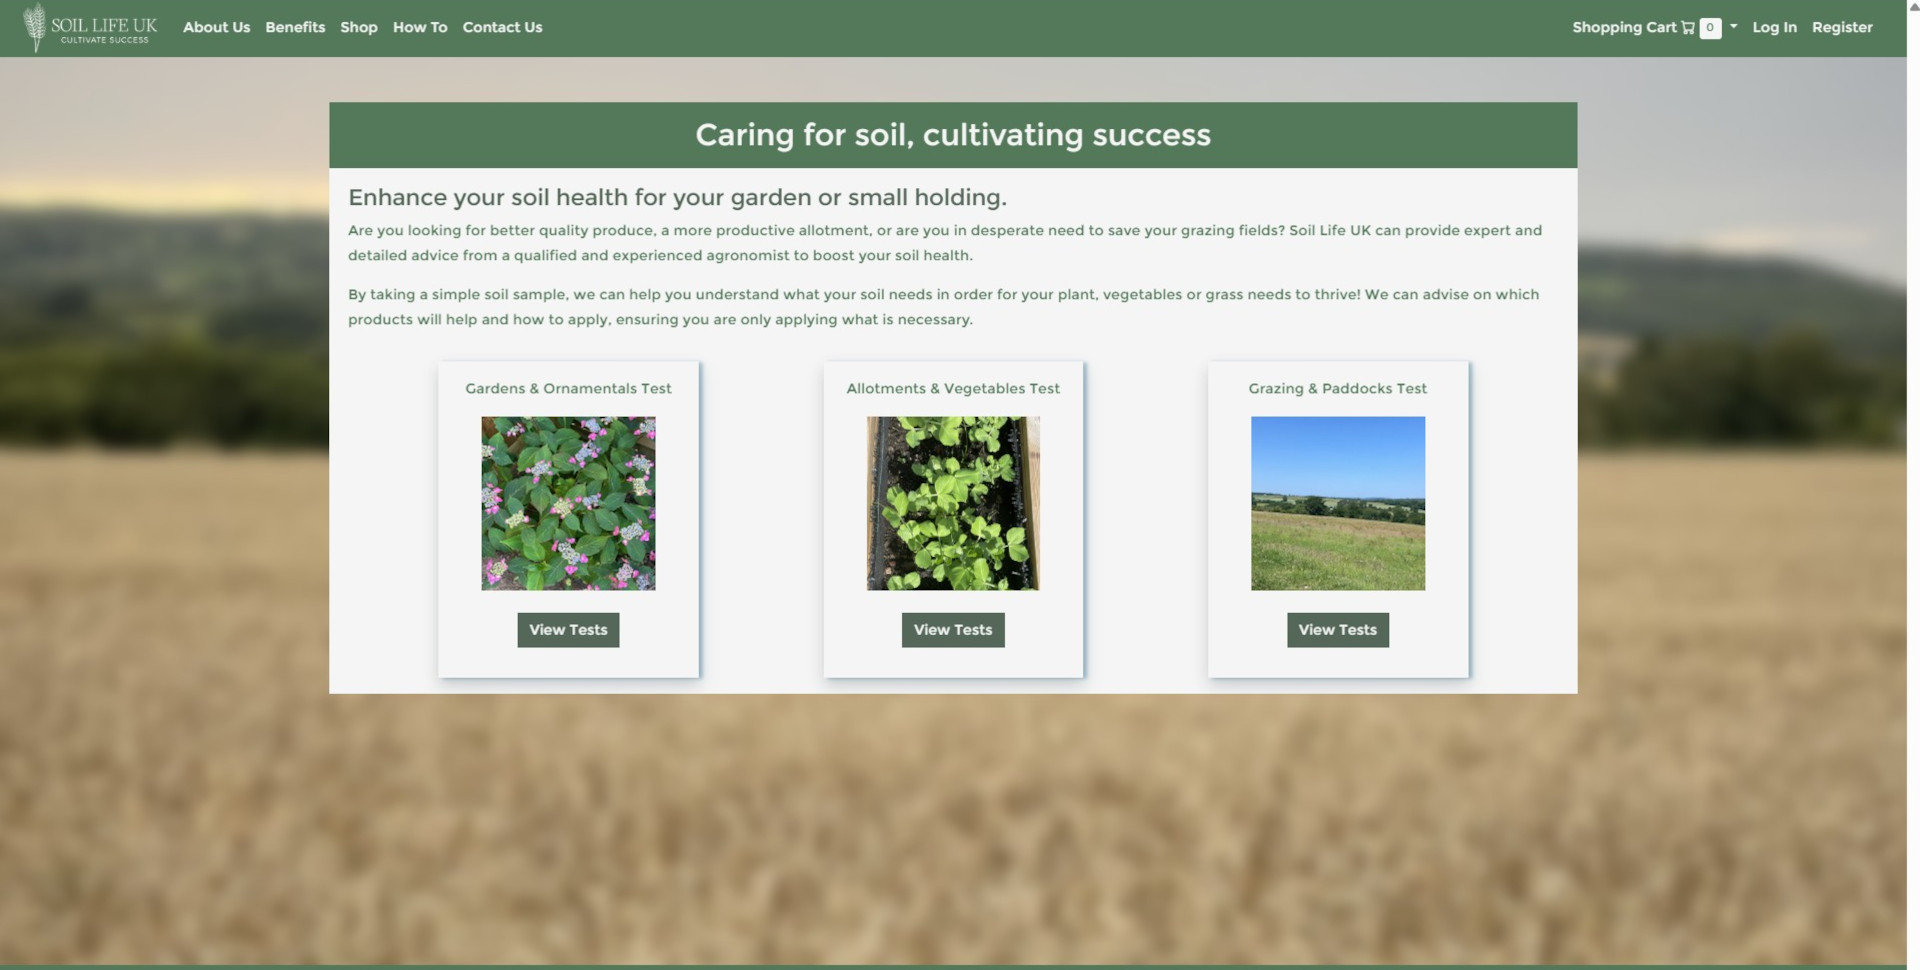 SOIL LIFE UK
CULTIVATE SUCCESS
About Us
Benefits
Shop
How To
Contact Us
Shopping Cart 0
Log In
Register
Caring for soil, cultivating success
Enhance your soil health for your garden or small holding.
Are you looking for better quality produce, a more productive allotment, or are you in desperate need to save your grazing fields? Soil Life UK can provide expert and
detailed advice from a qualified and experienced agronomist to boost your soil health.
By taking a simple soil sample, we can help you understand what your soil needs in order for your plant, vegetables or grass needs to thrive! We can advise on which
products will help and how to apply, ensuring you are only applying what is necessary.
Gardens & Ornamentals Test
View Tests
Allotments & Vegetables Test
View Tests
Grazing & Paddocks Test
View Tests